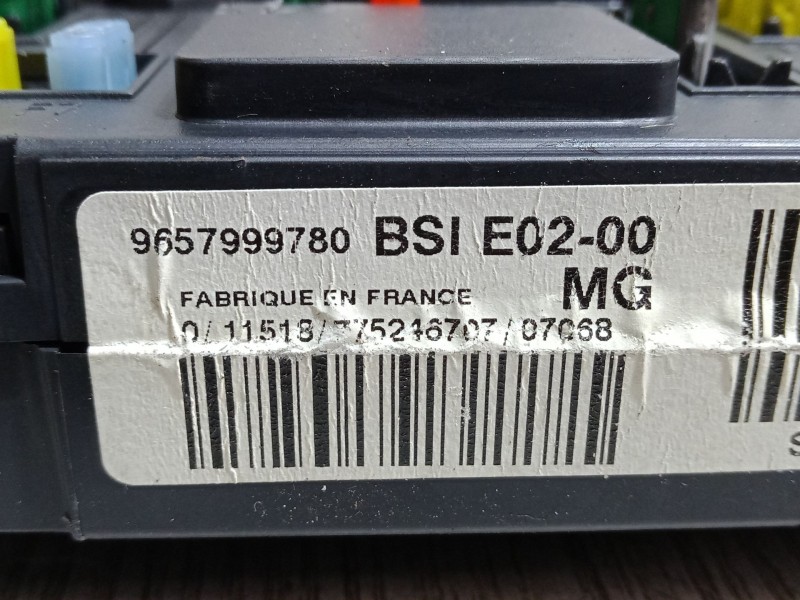 9657999780 BSI E02-00
MG
FABRIQUE EN FRANCE
0/11518/775246707/07068
S